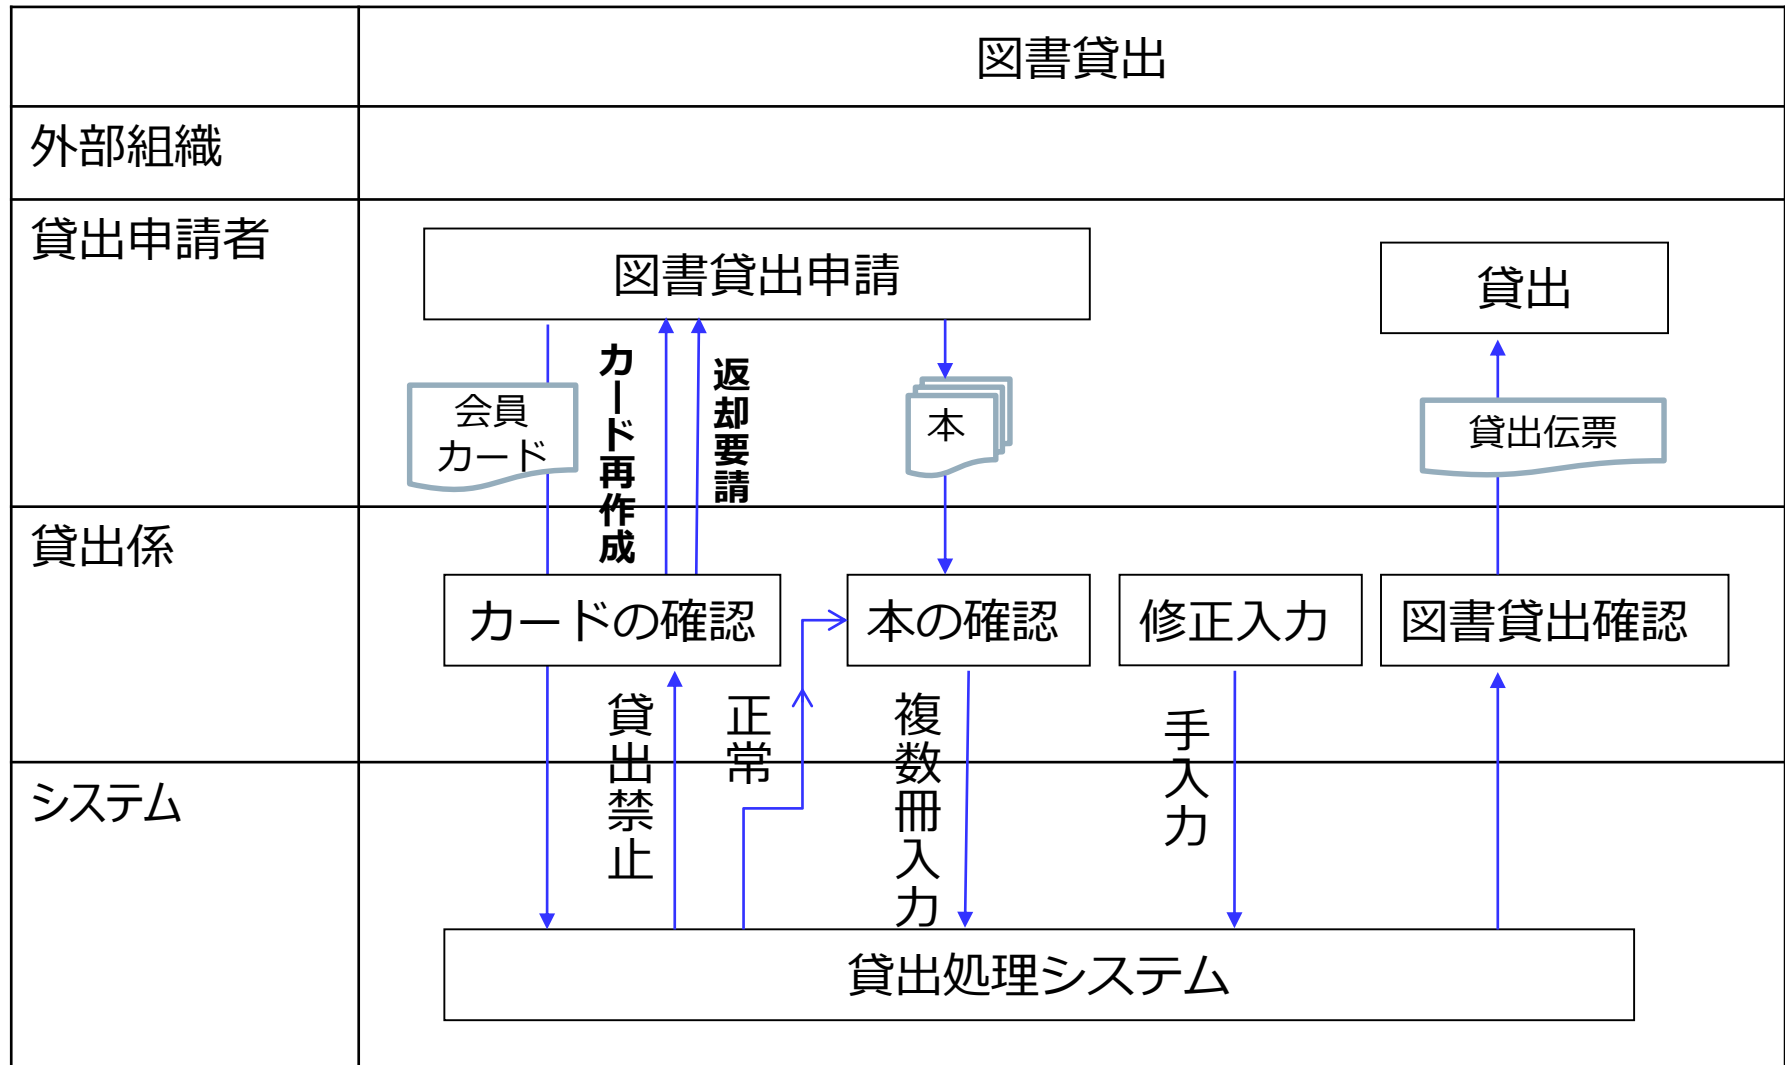 図書貸出
外部組織
貸出申請者
図書貸出申請
貸出
会員
カード
カード再作成
返却要請
本
貸出伝票
貸出係
カードの確認
本の確認
修正入力
図書貸出確認
貸出禁止
正常
複数冊入力
手入力
システム
貸出処理システム